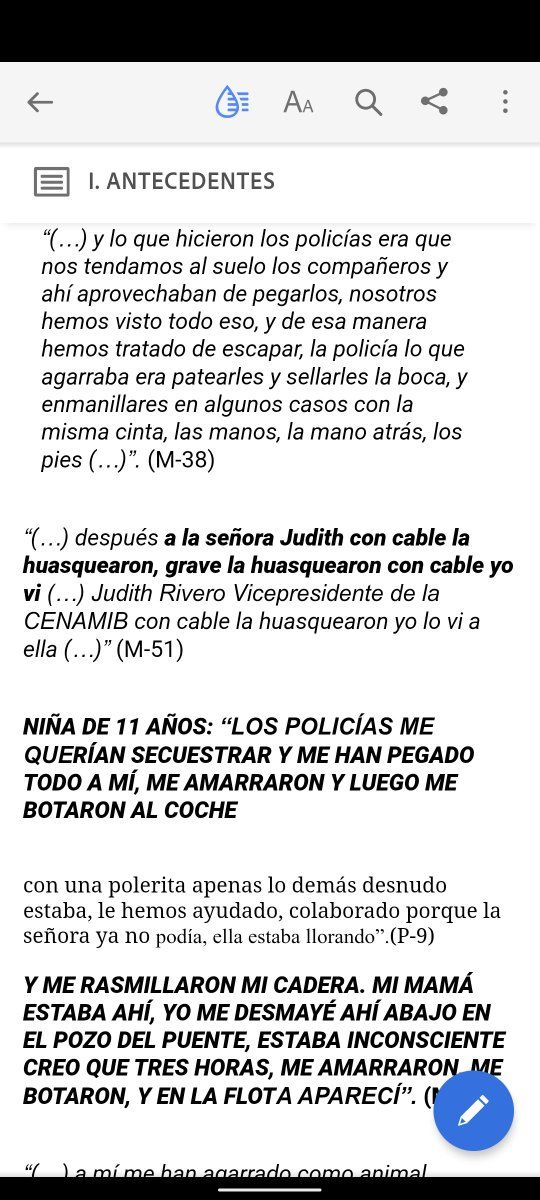 AA
I. ANTECEDENTES
“(…) y lo que hicieron los policías era que
nos tendamos al suelo los compañeros y
ahí aprovechaban de pegarlos, nosotros
hemos visto todo eso, y de esa manera
hemos tratado de escapar, la policía lo que
agarraba era patearles y sellarles la boca, y
enmanillares en algunos casos con la
misma cinta, las manos, la mano atrás, los
pies (…)”. (M-38)
“(…) después a la señora Judith con cable la
huasquearon, grave la huasquearon con cable yo
vi (…) Judith Rivero Vicepresidente de la
CENAMIB con cable la huasquearon yo lo vi a
ella (…)” (M-51)
NIÑA DE 11 AÑOS: “LOS POLICÍAS ME
QUERÍAN SECUESTRAR Y ME HAN PEGADO
TODO A MÍ, ME AMARRARON Y LUEGO ME
BOTARON AL COCHE
con una polerita apenas lo demás desnudo
estaba, le hemos ayudado, colaborado porque la
señora ya no podía, ella estaba llorando”.(P-9)
Y ME RASMILLARON MI CADERA. MI MAMÁ
ESTABA AHÍ, YO ME DESMAYÉ AHÍ ABAJO EN
EL POZO DEL PUENTE, ESTABA INCONSCIENTE
CREO QUE TRES HORAS, ME AMARRARON, ME
BOTARON, Y EN LA FLOTA APARECÍ”. (
“(…) a mí me han agarrado como animal